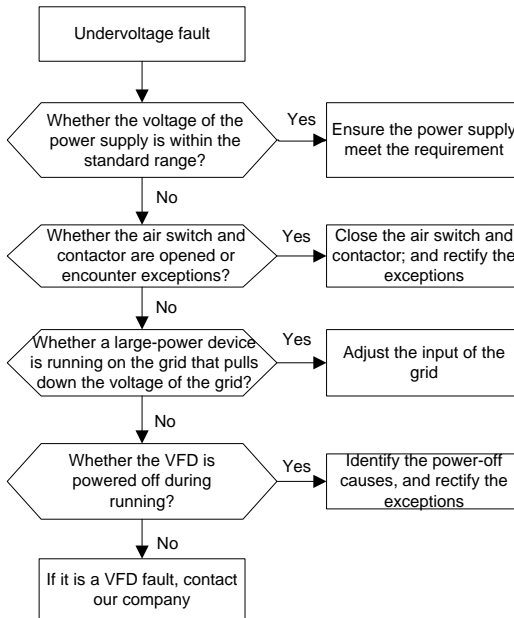 Undervoltage fault
Whether the voltage of the
power supply is within the
standard range?
Yes
Ensure the power supply
meet the requirement
No
Whether the air switch and
contactor are opened or
encounter exceptions?
Yes
Close the air switch and
contactor; and rectify the
exceptions
No
Whether a large-power device
is running on the grid that pulls
down the voltage of the grid?
Yes
Adjust the input of the
grid
No
Whether the VFD is
powered off during
running?
Yes
Identify the power-off
causes, and rectify the
exceptions
No
If it is a VFD fault, contact
our company